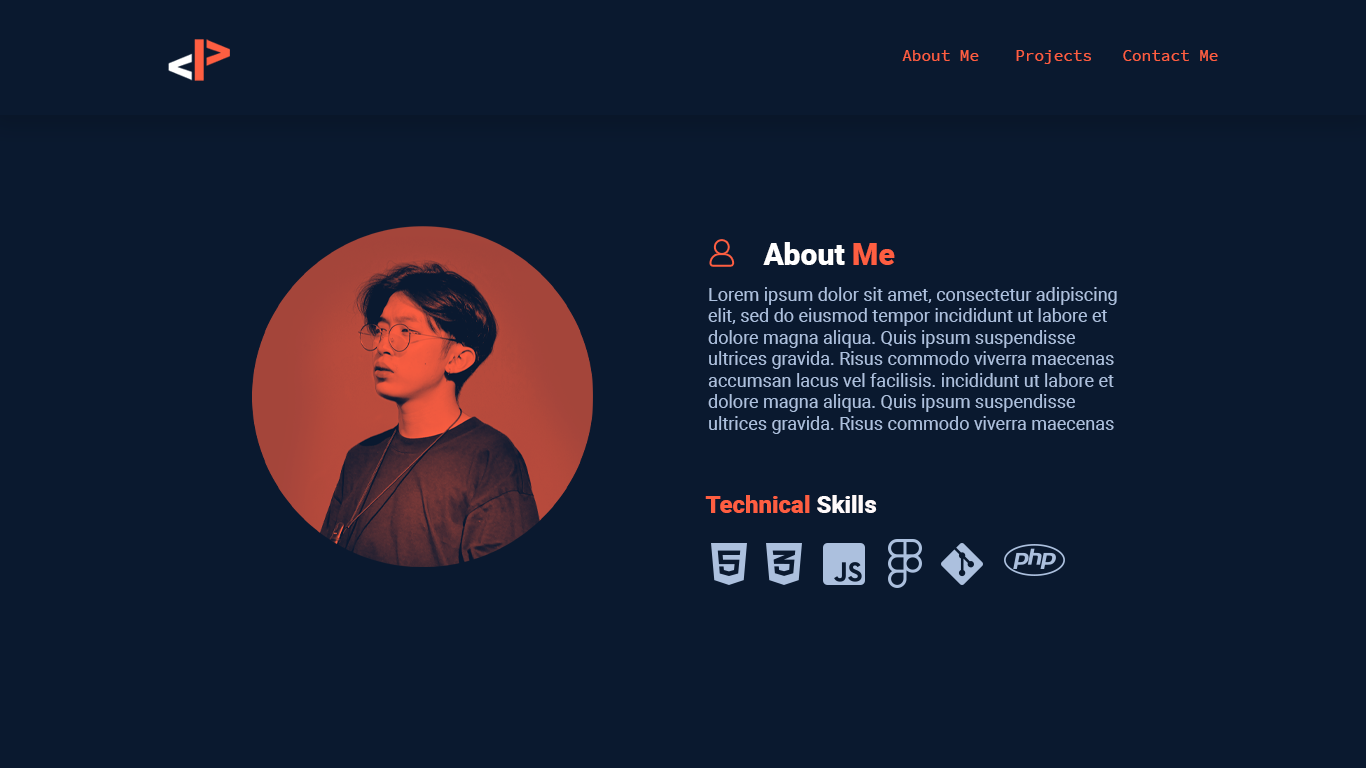 About Me Projects Contact Me
About Me
Lorem ipsum dolor sit amet, consectetur adipiscing
elit, sed do eiusmod tempor incididunt ut labore et
dolore magna aliqua. Quis ipsum suspendisse
ultrices gravida. Risus commodo viverra maecenas
accumsan lacus vel facilisis. incididunt ut labore et
dolore magna aliqua. Quis ipsum suspendisse
ultrices gravida. Risus commodo viverra maecenas
Technical Skills
5 3 JS php